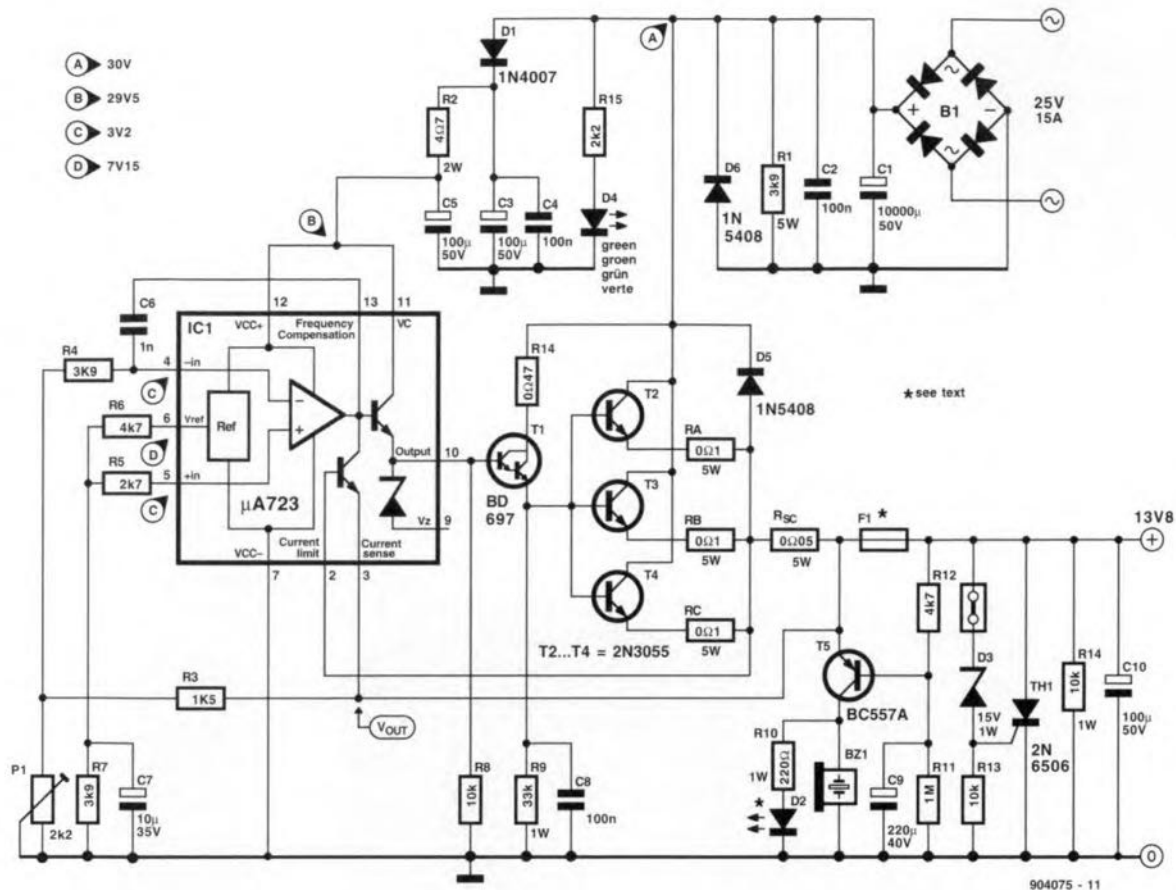 A 30V
B 29V5
C 3V2
D 7V15
D1
1N4007
A
R2
4Ω7
2W
R15
2k2
B
C5
100µ
50V
C3
100µ
50V
C4
100n
D4
green
groen
grün
verte
D6
1N
5408
R1
3k9
5W
C2
100n
C1
10000µ
50V
+ B1 −
25V
15A
C6
1n
12 13 11
IC1
VCC+
Frequency
Compensation
VC
R4
3K9
4 −in
C
R6
4k7
6 Vref
Ref
D
R5
2k7
5 +in
C
− +
µA723
Output 10
Vz 9
VCC−
Current
limit
Current
sense
7 2 3
R14
0Ω47
T1
BD
697
T2
T3
T4
T2...T4 = 2N3055
D5
1N5408
RA
0Ω1
5W
RB
0Ω1
5W
RC
0Ω1
5W
RSC
0Ω05
5W
* see text
F1 *
13V8
+
R12
4k7
T5
BC557A
D3
15V
1W
TH1
2N
6506
R14
10k
1W
C10
100µ
50V
R3
1K5
VOUT
P1
2k2
R7
3k9
C7
10µ
35V
R8
10k
R9
33k
1W
C8
100n
R10
220Ω
1W
*
D2
BZ1
C9
220µ
40V
R11
1M
R13
10k
0
904075 - 11